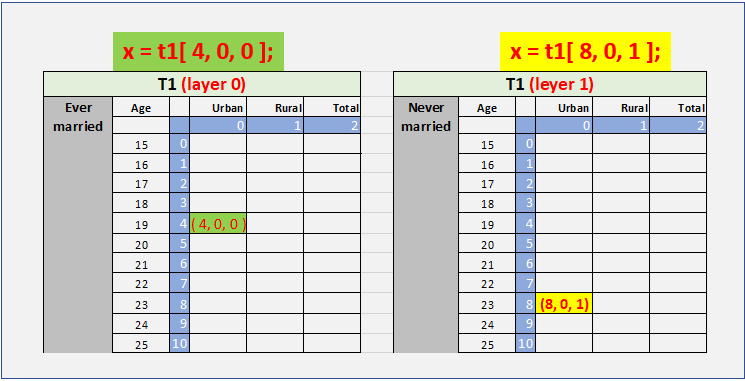 x = t1[ 4, 0, 0 ]; x = t1[ 8, 0, 1 ];
T1 (layer 0) T1 (leyer 1)
Ever married Age Urban Rural Total Never married Age Urban Rural Total
0 1 2 0 1 2
15 0 15 0
16 1 16 1
17 2 17 2
18 3 18 3
19 4 ( 4, 0, 0 ) 19 4
20 5 20 5
21 6 21 6
22 7 22 7
23 8 23 8 (8, 0, 1)
24 9 24 9
25 10 25 10